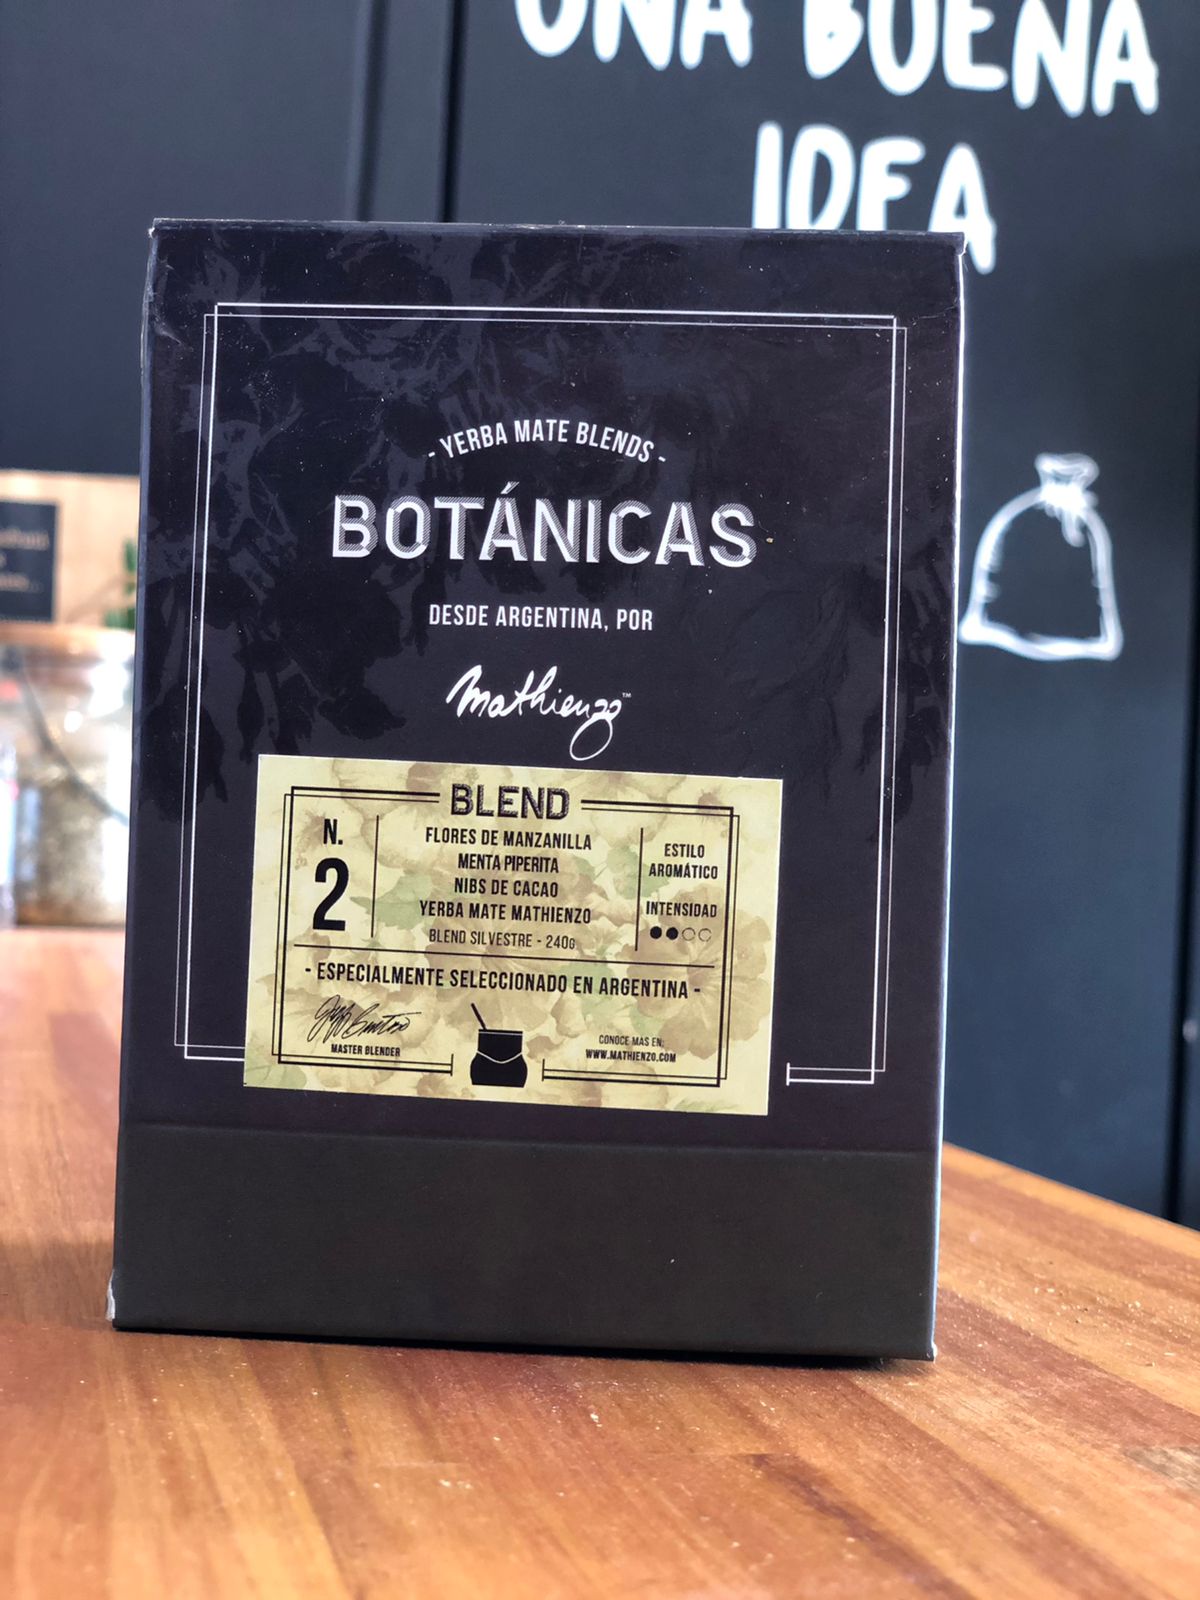 UNA BUENA
IDEA
- YERBA MATE BLENDS -
BOTÁNICAS
DESDE ARGENTINA, POR
Mathienzo™
BLEND
N.
2
FLORES DE MANZANILLA
MENTA PIPERITA
NIBS DE CACAO
YERBA MATE MATHIENZO
BLEND SILVESTRE - 240G
ESTILO
AROMÁTICO
INTENSIDAD
- ESPECIALMENTE SELECCIONADO EN ARGENTINA -
MASTER BLENDER
CONOCE MAS EN:
WWW.MATHIENZO.COM